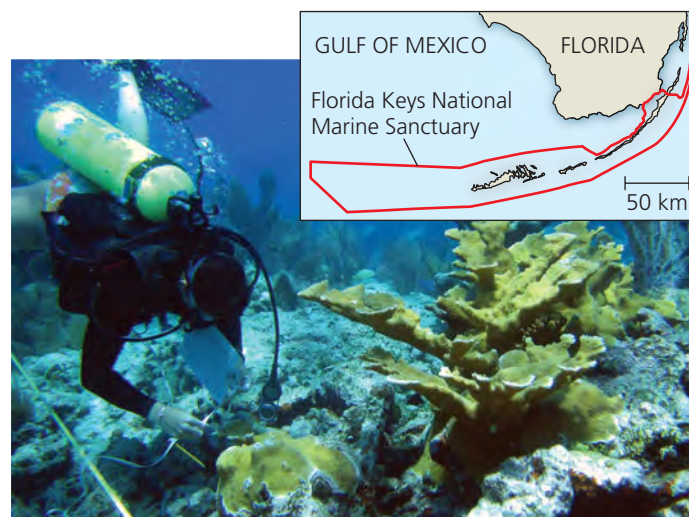 GULF OF MEXICO
FLORIDA
Florida Keys National
Marine Sanctuary
50 km